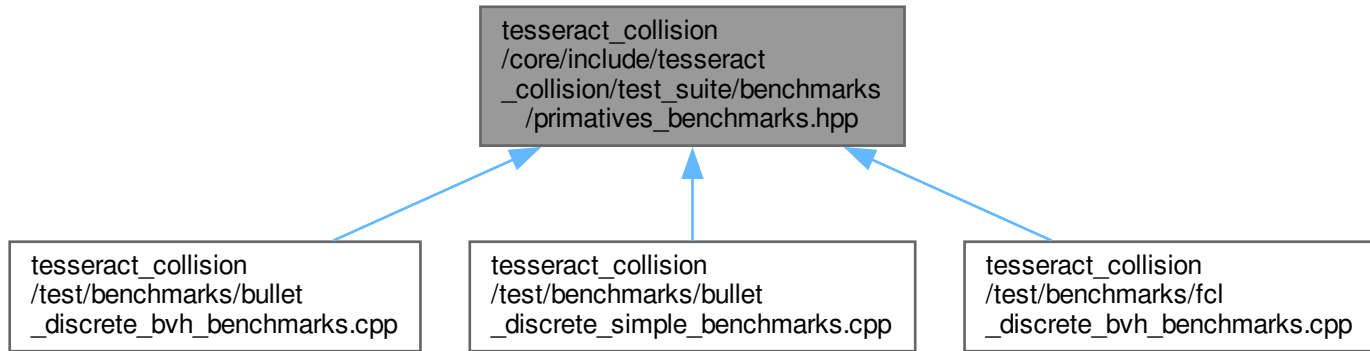 tesseract_collision
/core/include/tesseract
_collision/test_suite/benchmarks
/primatives_benchmarks.hpp
tesseract_collision
/test/benchmarks/bullet
_discrete_bvh_benchmarks.cpp
tesseract_collision
/test/benchmarks/bullet
_discrete_simple_benchmarks.cpp
tesseract_collision
/test/benchmarks/fcl
_discrete_bvh_benchmarks.cpp